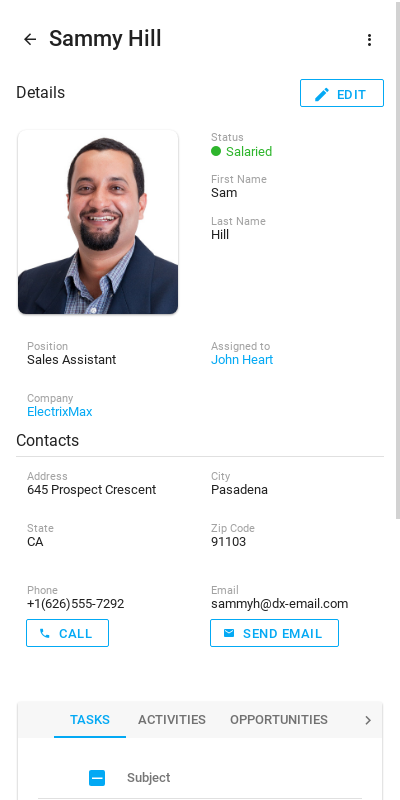 Sammy Hill
Details
EDIT
Status
Salaried
First Name
Sam
Last Name
Hill
Position
Sales Assistant
Assigned to
John Heart
Company
ElectrixMax
Contacts
Address
645 Prospect Crescent
City
Pasadena
State
CA
Zip Code
91103
Phone
+1(626)555-7292
Email
sammyh@dx-email.com
CALL
SEND EMAIL
TASKS ACTIVITIES OPPORTUNITIES
Subject